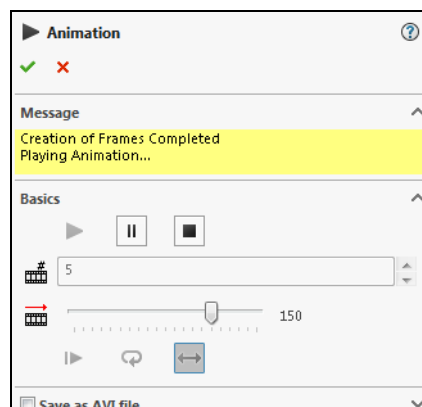 Animation
Message
Creation of Frames Completed
Playing Animation...
Basics
#
5
150
Save as AVI file